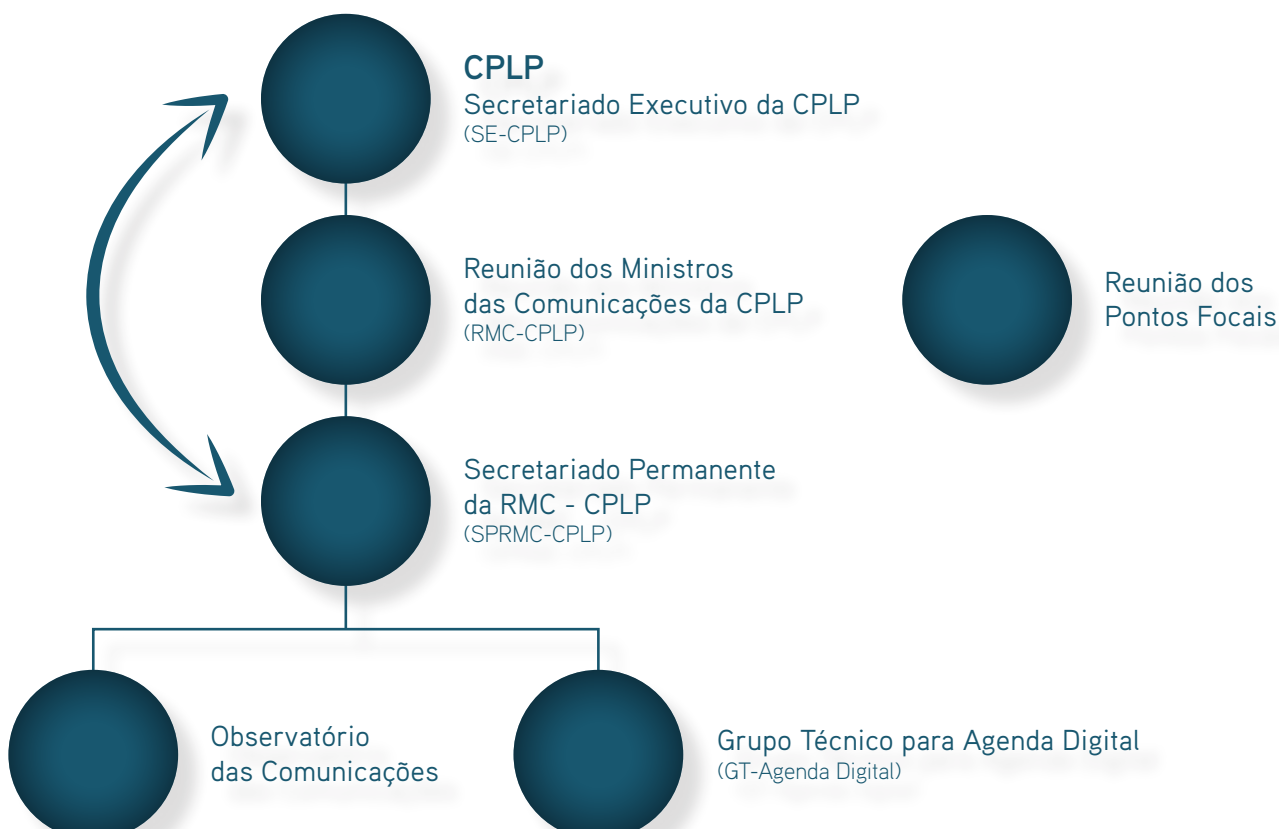 CPLP
Secretariado Executivo da CPLP
(SE-CPLP)
Reunião dos Ministros
das Comunicações da CPLP
(RMC-CPLP)
Reunião dos
Pontos Focais
Secretariado Permanente
da RMC - CPLP
(SPRMC-CPLP)
Observatório
das Comunicações
Grupo Técnico para Agenda Digital
(GT-Agenda Digital)